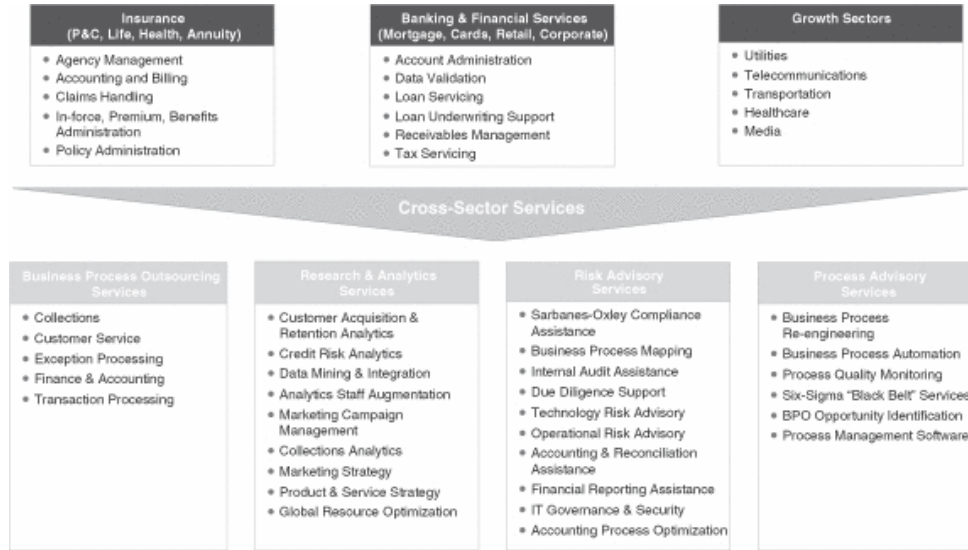 Insurance
(P&C, Life, Health, Annuity)
• Agency Management
• Accounting and Billing
• Claims Handling
• In-force, Premium, Benefits
Administration
• Policy Administration
Banking & Financial Services
(Mortgage, Cards, Retail, Corporate)
• Account Administration
• Data Validation
• Loan Servicing
• Loan Underwriting Support
• Receivables Management
• Tax Servicing
Growth Sectors
• Utilities
• Telecommunications
• Transportation
• Healthcare
• Media
Cross-Sector Services
Business Process Outsourcing
Services
• Collections
• Customer Service
• Exception Processing
• Finance & Accounting
• Transaction Processing
Research & Analytics
Services
• Customer Acquisition &
Retention Analytics
• Credit Risk Analytics
• Data Mining & Integration
• Analytics Staff Augmentation
• Marketing Campaign
Management
• Collections Analytics
• Marketing Strategy
• Product & Service Strategy
• Global Resource Optimization
Risk Advisory
Services
• Sarbanes-Oxley Compliance
Assistance
• Business Process Mapping
• Internal Audit Assistance
• Due Diligence Support
• Technology Risk Advisory
• Operational Risk Advisory
• Accounting & Reconciliation
Assistance
• Financial Reporting Assistance
• IT Governance & Security
• Accounting Process Optimization
Process Advisory
Services
• Business Process
Re-engineering
• Business Process Automation
• Process Quality Monitoring
• Six-Sigma "Black Belt" Services
• BPO Opportunity Identification
• Process Management Software